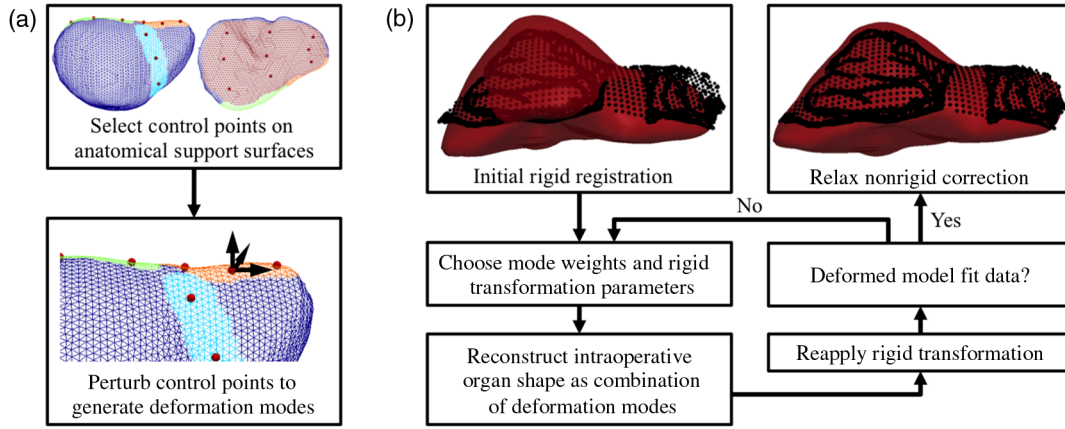 (a)
Select control points on
anatomical support surfaces
Perturb control points to
generate deformation modes
(b)
Initial rigid registration
Relax nonrigid correction
No
Yes
Choose mode weights and rigid
transformation parameters
Deformed model fit data?
Reconstruct intraoperative
organ shape as combination
of deformation modes
Reapply rigid transformation